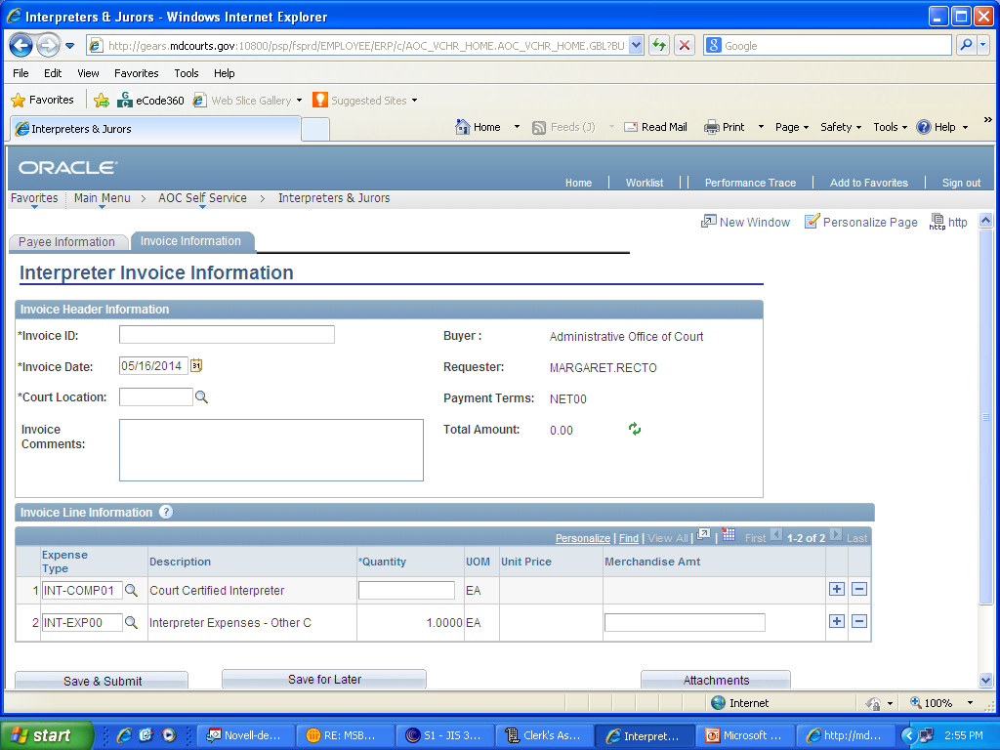 Interpreters & Jurors - Windows Internet Explorer
http://gears.mdcourts.gov:10800/psp/fsprd/EMPLOYEE/ERP/c/AOC_VCHR_HOME.AOC_VCHR_HOME.GBL?BU
Google
File Edit View Favorites Tools Help
Favorites eCode360 Web Slice Gallery Suggested Sites
Interpreters & Jurors
Home Feeds (J) Read Mail Print Page Safety Tools Help »
ORACLE
Home Worklist Performance Trace Add to Favorites Sign out
Favorites Main Menu > AOC Self Service > Interpreters & Jurors
New Window Personalize Page http
Payee Information Invoice Information
Interpreter Invoice Information
Invoice Header Information
*Invoice ID: Buyer : Administrative Office of Court
*Invoice Date: 05/16/2014 31 Requester: MARGARET.RECTO
*Court Location: Payment Terms: NET00
Invoice Comments: Total Amount: 0.00
Invoice Line Information ?
Personalize | Find | View All | First 1-2 of 2 Last
Expense Type Description *Quantity UOM Unit Price Merchandise Amt
1 INT-COMP01 Court Certified Interpreter EA
2 INT-EXP00 Interpreter Expenses - Other C 1.0000 EA
Save & Submit Save for Later Attachments
Internet 100%
start Novell-de... RE: MSB... S1 - JIS 3... Clerk's As... Interpret... Microsoft ... http://md... 2:55 PM